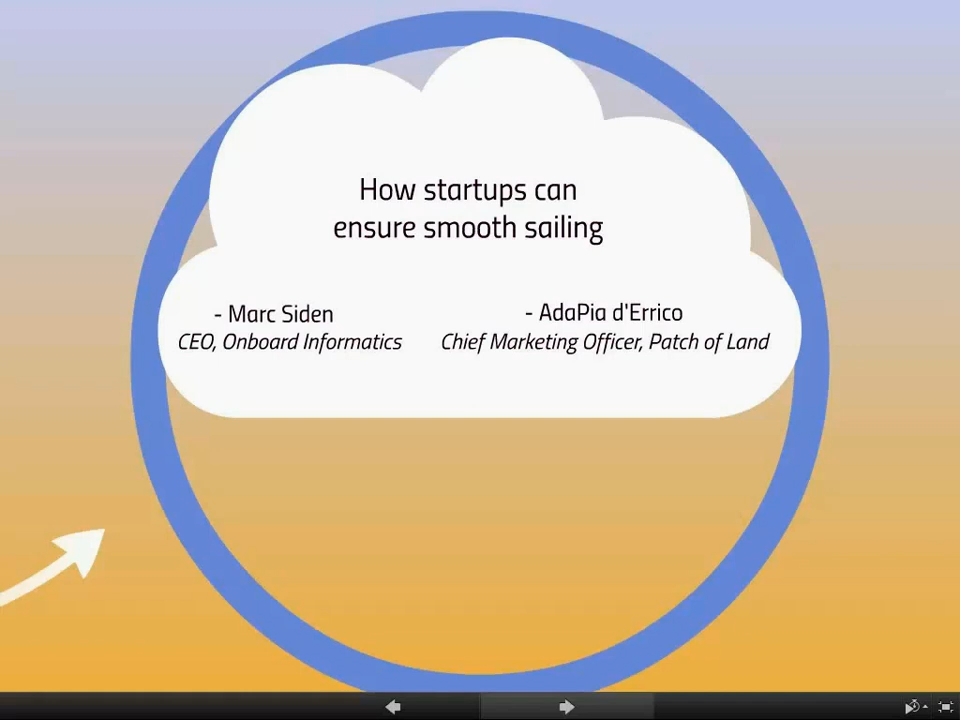 How startups can
ensure smooth sailing
- Marc Siden
CEO, Onboard Informatics
- AdaPia d'Errico
Chief Marketing Officer, Patch of Land